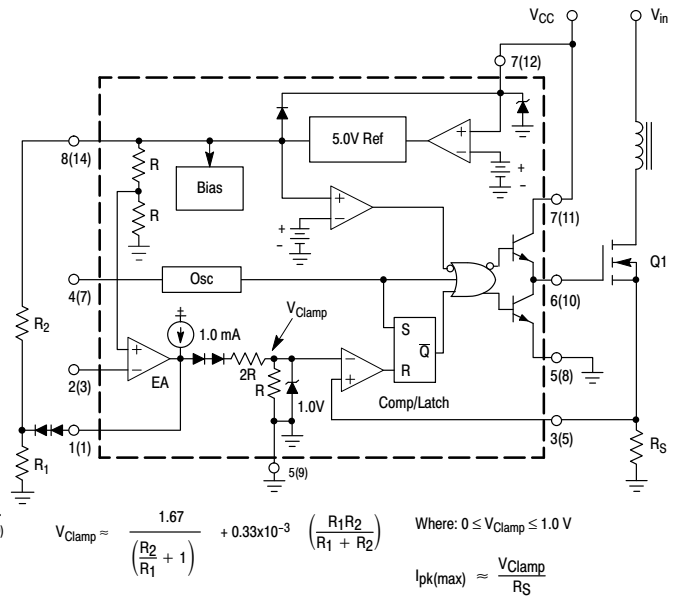 VCC
Vin
7(12)
5.0V Ref
+
−
+
-
8(14)
R
Bias
R
+
−
+
-
7(11)
Q1
4(7)
Osc
6(10)
VClamp
S
Q
R
R2
1.0 mA
2R
R
+
−
EA
2(3)
−
+
1.0V
Comp/Latch
5(8)
1(1)
3(5)
R1
5(9)
RS
)
VClamp ≈ 1.67 / (R2/R1 + 1) + 0.33x10−3 (R1R2 / R1 + R2)
Where: 0 ≤ VClamp ≤ 1.0 V
Ipk(max) ≈ VClamp / RS